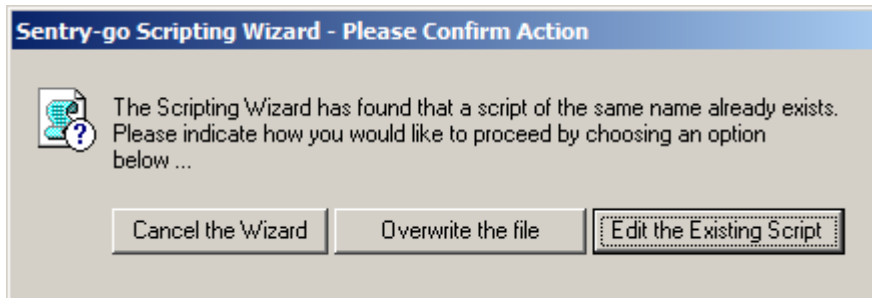 Sentry-go Scripting Wizard - Please Confirm Action
The Scripting Wizard has found that a script of the same name already exists.
Please indicate how you would like to proceed by choosing an option
below ...
Cancel the Wizard Overwrite the file Edit the Existing Script